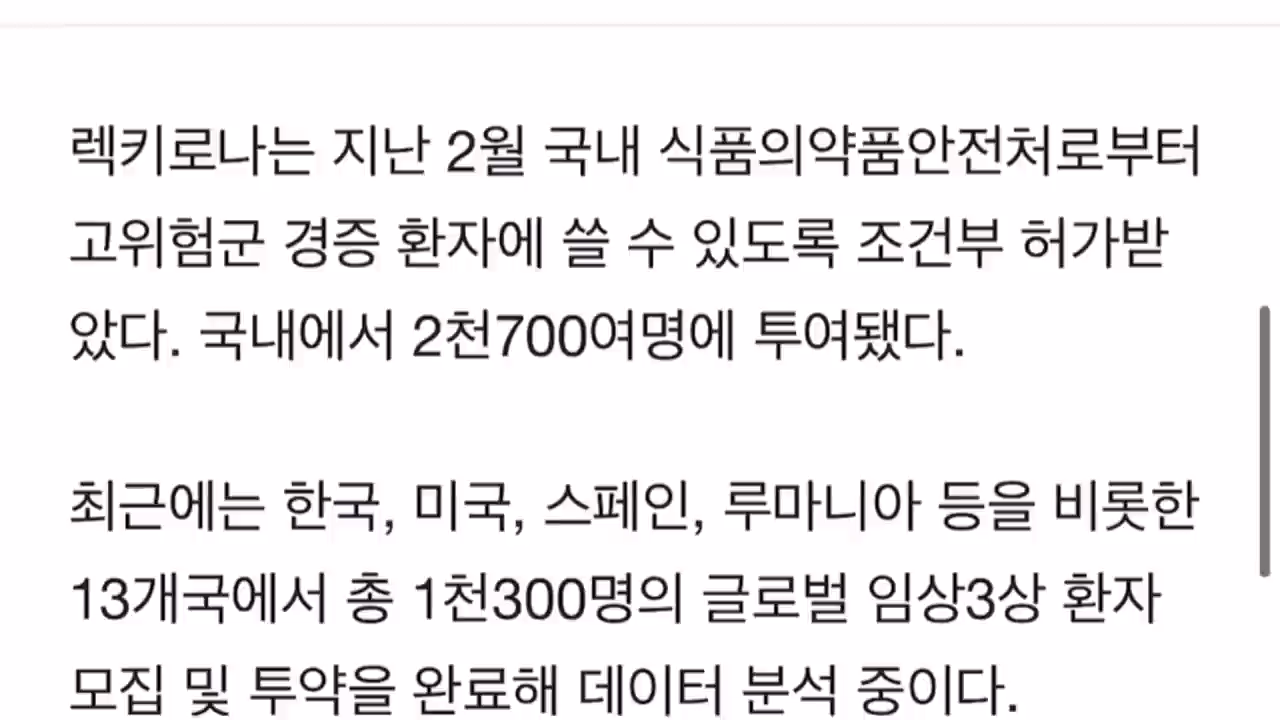 렉키로나는 지난 2월 국내 식품의약품안전처로부터
고위험군 경증 환자에 쓸 수 있도록 조건부 허가받
았다. 국내에서 2천700여명에 투여됐다.
최근에는 한국, 미국, 스페인, 루마니아 등을 비롯한
13개국에서 총 1천300명의 글로벌 임상3상 환자
모집 및 투약을 완료해 데이터 분석 중이다.